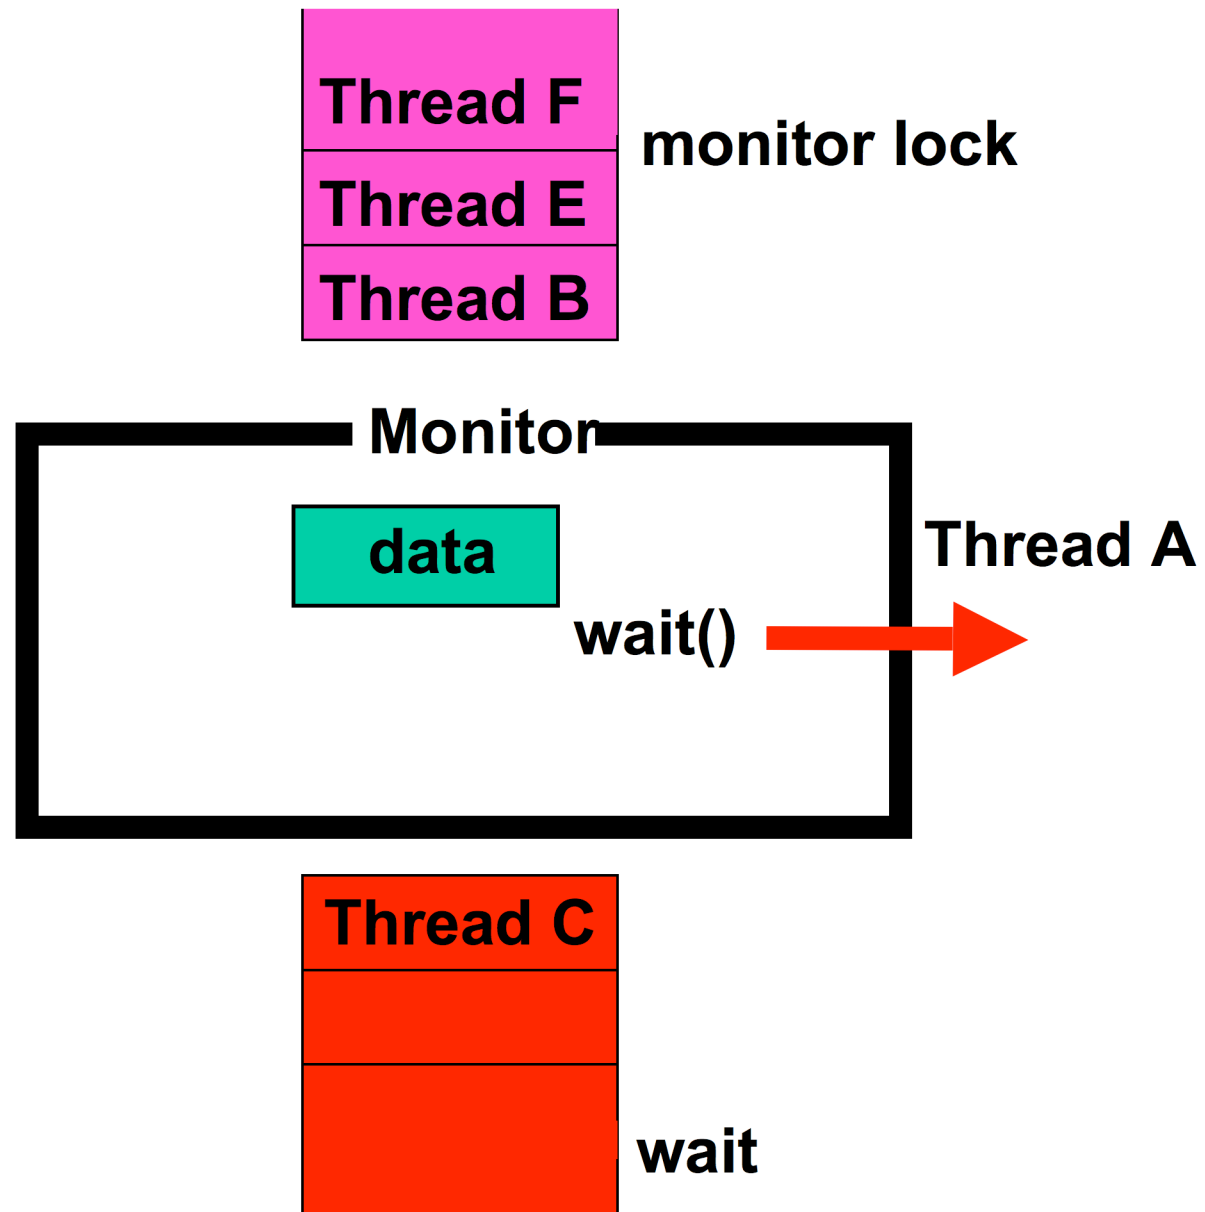 Thread F
monitor lock
Thread E
Thread B
Monitor
data
Thread A
wait()
Thread C
wait